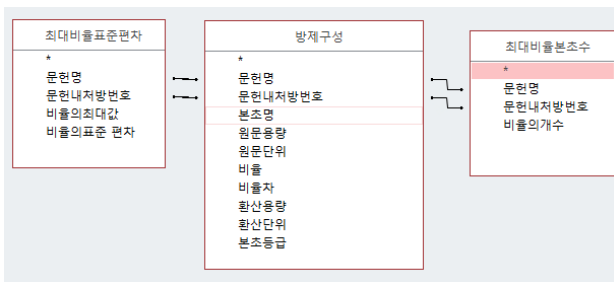 최대비율표준편차
*
문헌명
문헌내처방번호
비율의최대값
비율의표준 편차
방제구성
*
문헌명
문헌내처방번호
본초명
원문용량
원문단위
비율
비율차
환산용량
환산단위
본초등급
최대비율본초수
*
문헌명
문헌내처방번호
비율의개수